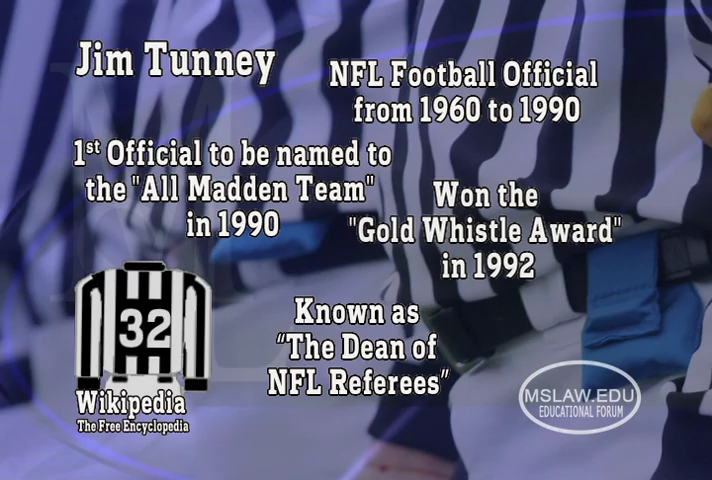 Jim Tunney
NFL Football Official
from 1960 to 1990
1st Official to be named to
the "All Madden Team"
in 1990
Won the
"Gold Whistle Award"
in 1992
32
Known as
“The Dean of
NFL Referees”
Wikipedia
The Free Encyclopedia
MSLAW.EDU
EDUCATIONAL FORUM